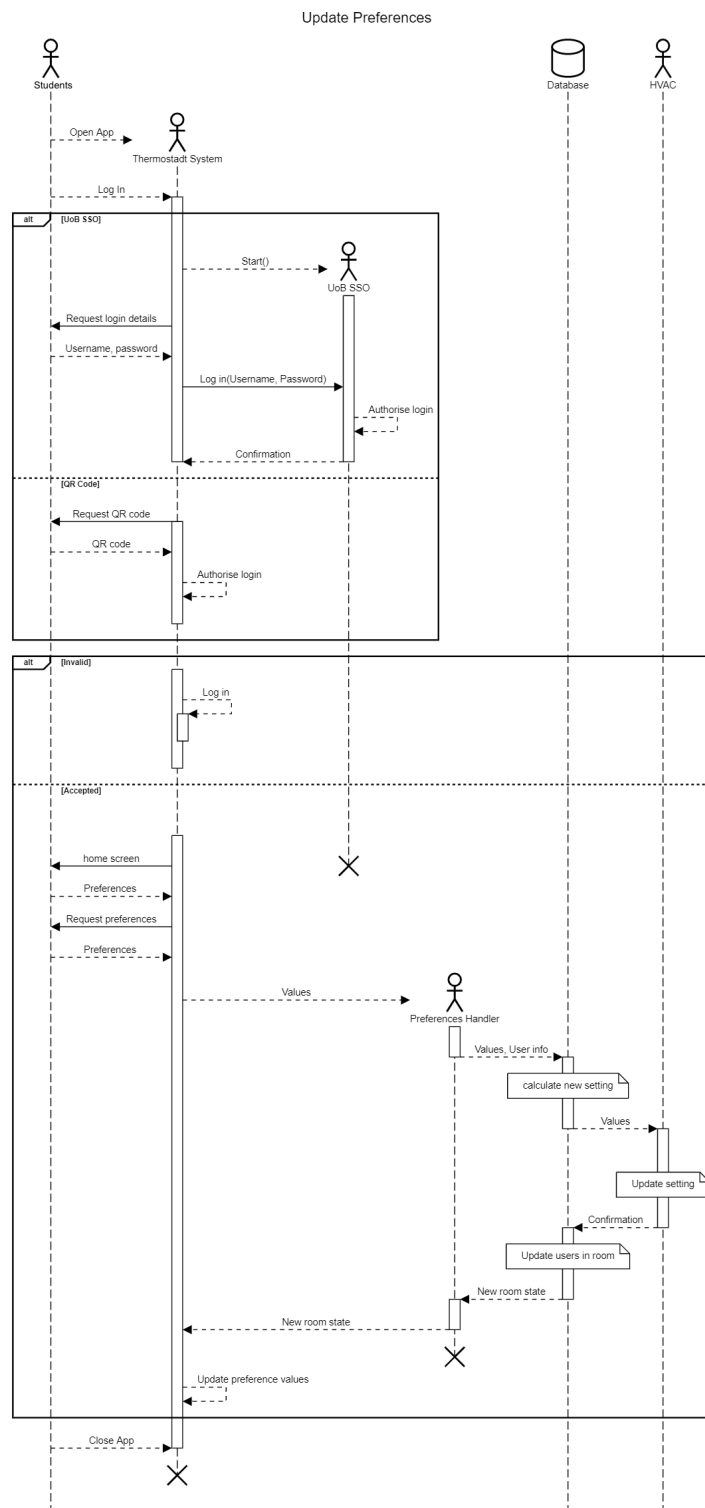 Update Preferences
Students
Database
HVAC
Open App
Thermostadt System
Log In
alt
[UoB SSO]
Start()
UoB SSO
Request login details
Username, password
Log in(Username, Password)
Authorise login
Confirmation
[QR Code]
Request QR code
QR code
Authorise login
alt
[Invalid]
Log in
[Accepted]
home screen
Preferences
Request preferences
Preferences
Values
Preferences Handler
Values, User info
calculate new setting
Values
Update setting
Confirmation
Update users in room
New room state
New room state
Update preference values
Close App